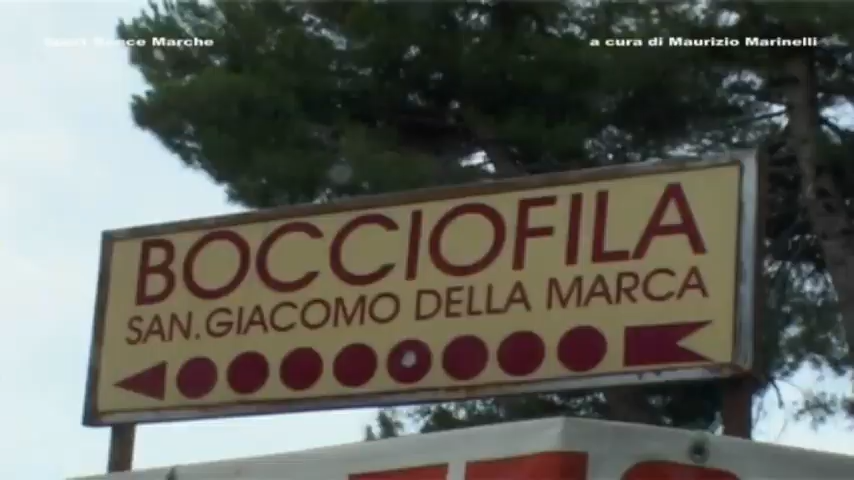 Sport Bocce Marche
a cura di Maurizio Marinelli
BOCCIOFILA
SAN.GIACOMO DELLA MARCA